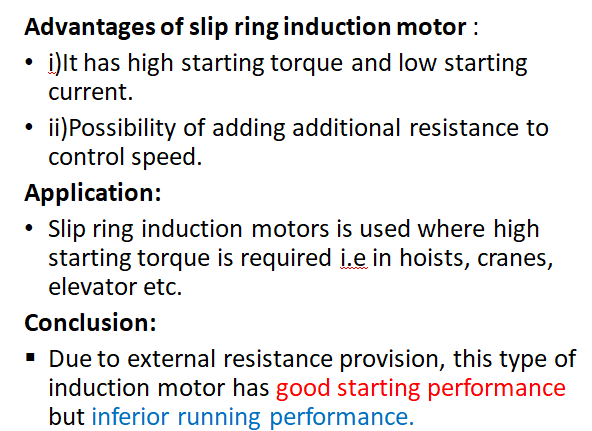 Advantages of slip ring induction motor :
• i)It has high starting torque and low starting
current.
• ii)Possibility of adding additional resistance to
control speed.
Application:
• Slip ring induction motors is used where high
starting torque is required i.e in hoists, cranes,
elevator etc.
Conclusion:
▪ Due to external resistance provision, this type of
induction motor has good starting performance
but inferior running performance.